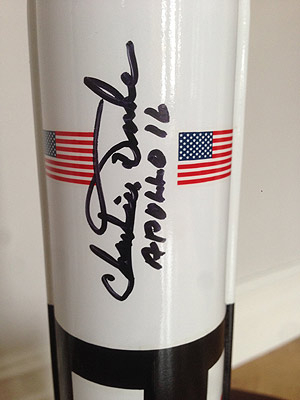 Charlie Duke
APOLLO 16